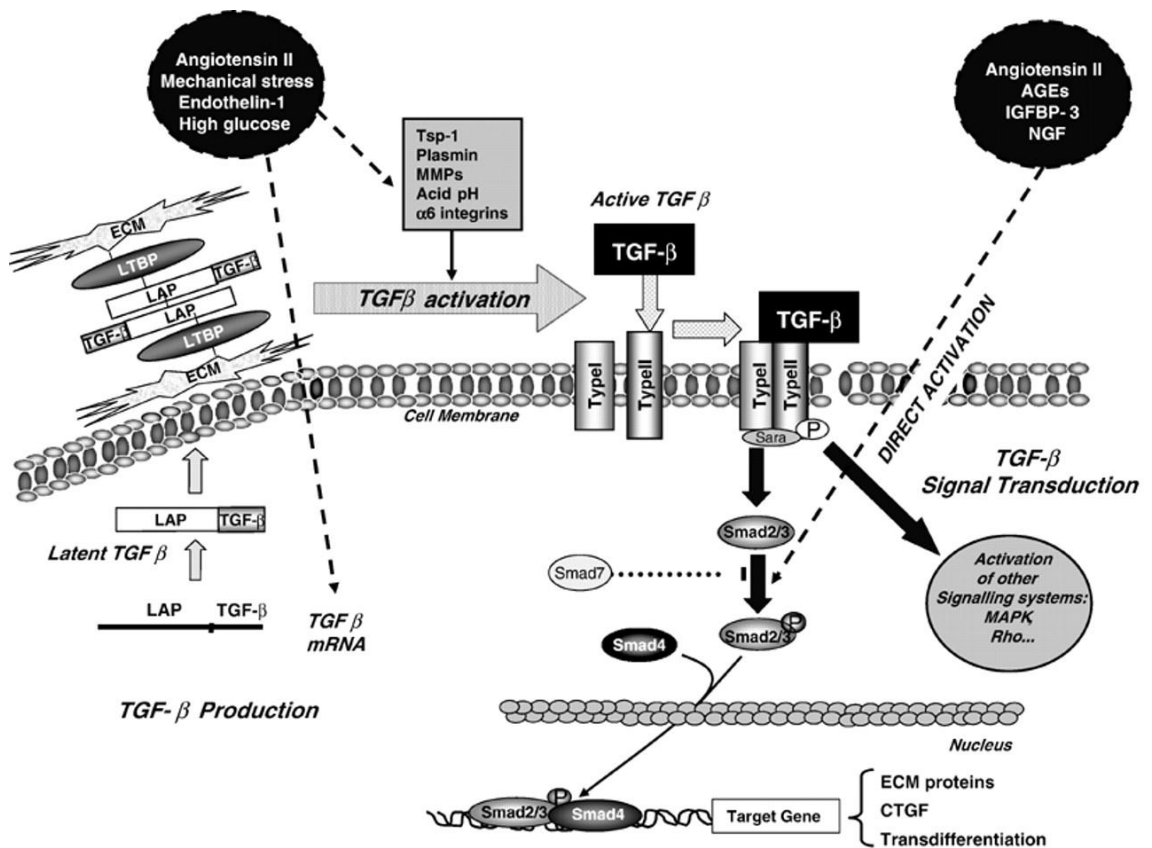 Angiotensin II
Mechanical stress
Endothelin-1
High glucose
Angiotensin II
AGEs
IGFBP- 3
NGF
Tsp-1
Plasmin
MMPs
Acid pH
α6 integrins
Active TGF β
TGF-β
ECM
LTBP
TGF-β
LAP
LAP
TGF-β
LTBP
ECM
TGFβ activation
TGF-β
TypeI
TypeII
TypeI
TypeII
Cell Membrane
Sara
P
DIRECT ACTIVATION
TGF-β
Signal Transduction
LAP
TGF-β
Latent TGF β
Smad2/3
Smad7
Activation
of other
Signalling systems:
MAPK,
Rho...
LAP
TGF-β
TGF β
mRNA
P
Smad2/3
Smad4
TGF- β Production
Nucleus
P
Smad2/3
Smad4
Target Gene
ECM proteins
CTGF
Transdifferentiation